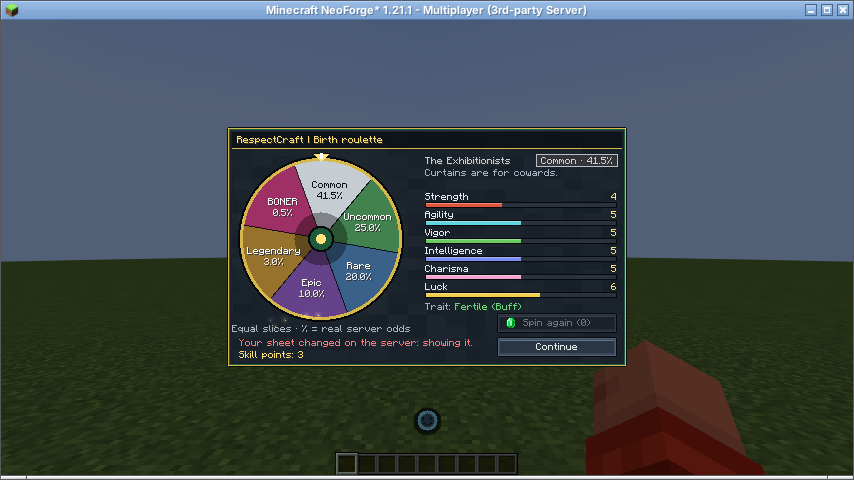 Minecraft NeoForge* 1.21.1 - Multiplayer (3rd-party Server)
RespectCraft | Birth roulette
Common
41.5%
Uncommon
25.0%
Rare
20.0%
Epic
10.0%
Legendary
3.0%
BONER
0.5%
Equal slices · % = real server odds
Your sheet changed on the server: showing it.
Skill points: 3
The Exhibitionists
Common · 41.5%
Curtains are for cowards.
Strength 4
Agility 5
Vigor 5
Intelligence 5
Charisma 5
Luck 6
Trait: Fertile (Buff)
Spin again (0)
Continue